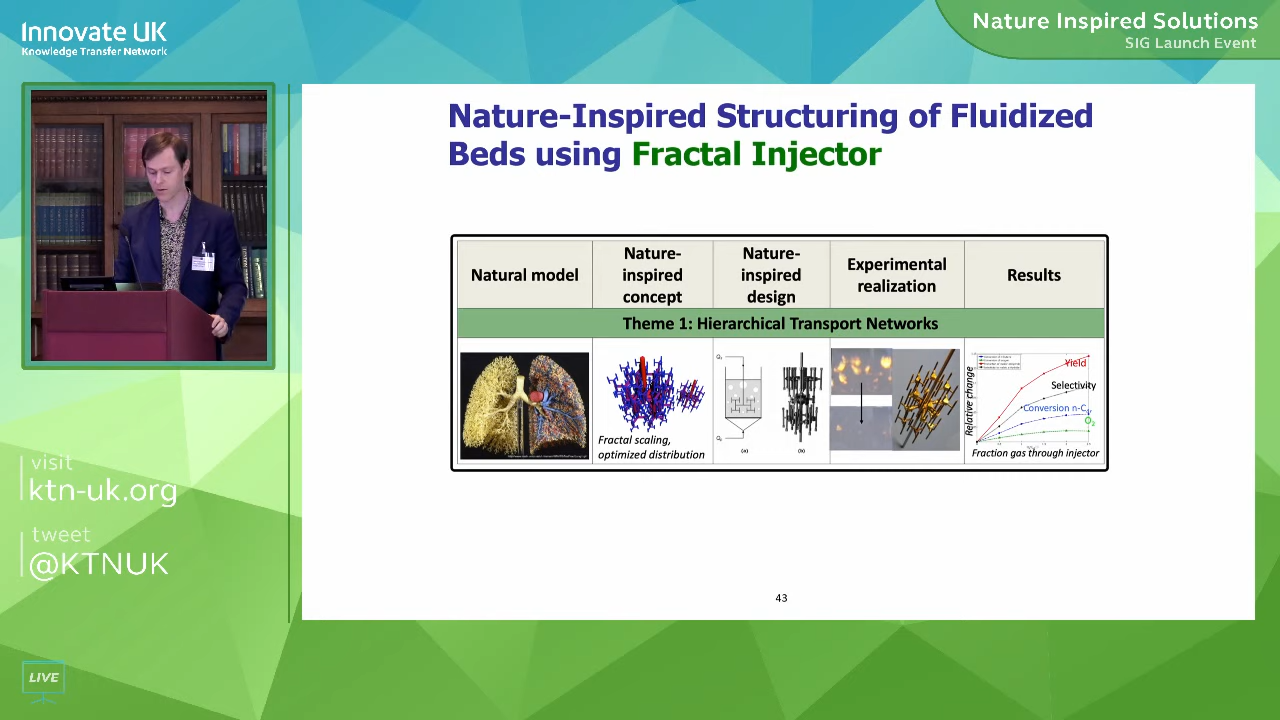 Innovate UK
Knowledge Transfer Network
Nature Inspired Solutions
SIG Launch Event
Nature-Inspired Structuring of Fluidized
Beds using Fractal Injector
Natural model
Nature-
inspired
concept
Nature-
inspired
design
Experimental
realization
Results
Theme 1: Hierarchical Transport Networks
Fractal scaling,
optimized distribution
(a)
(b)
Relative change
Yield
Selectivity
Conversion n-C4
O2
Fraction gas through injector
43
visit
ktn-uk.org
tweet
@KTNUK
LIVE